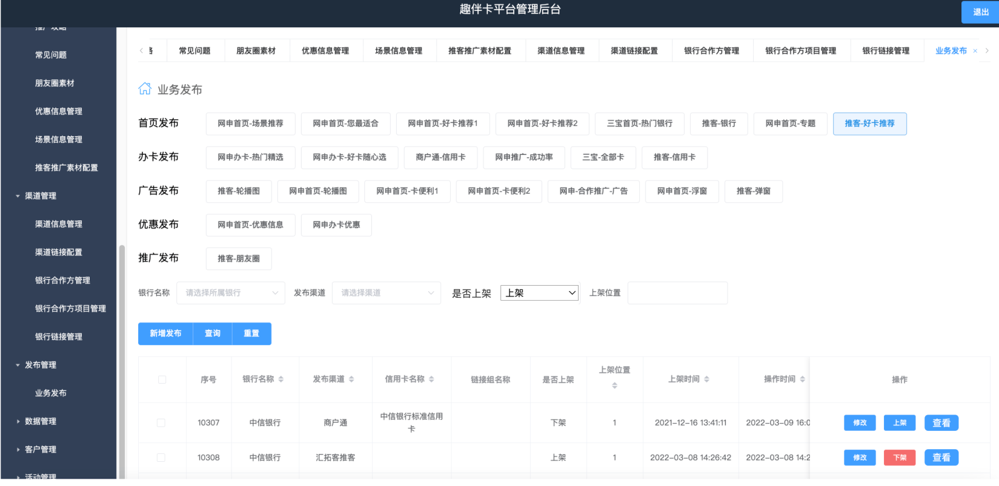 趣伴卡平台管理后台
退出
常见问题
朋友圈素材
优惠信息管理
场景信息管理
推客推广素材配置
渠道管理
渠道信息管理
渠道链接配置
银行合作方管理
银行合作方项目管理
银行链接管理
发布管理
业务发布
数据管理
客户管理
活动管理
常见问题 朋友圈素材 优惠信息管理 场景信息管理 推客推广素材配置 渠道信息管理 渠道链接配置 银行合作方管理 银行合作方项目管理 银行链接管理 业务发布
业务发布
首页发布 网申首页-场景推荐 网申首页-您最适合 网申首页-好卡推荐1 网申首页-好卡推荐2 三宝首页-热门银行 推客-银行 网申首页-专题 推客-好卡推荐
办卡发布 网申办卡-热门精选 网申办卡-好卡随心选 商户通-信用卡 网申推广-成功率 三宝-全部卡 推客-信用卡
广告发布 推客-轮播图 网申首页-轮播图 网申首页-卡便利1 网申首页-卡便利2 网申-合作推广-广告 网申首页-浮窗 推客-弹窗
优惠发布 网申首页-优惠信息 网申办卡优惠
推广发布 推客-朋友圈
银行名称 请选择所属银行 发布渠道 请选择渠道 是否上架 上架 上架位置
新增发布 查询 重置
序号 银行名称 发布渠道 信用卡名称 链接组名称 是否上架 上架位置 上架时间 操作时间 操作
10307 中信银行 商户通 中信银行标准信用卡 下架 1 2021-12-16 13:41:11 2022-03-09 16:0 修改 上架 查看
10308 中信银行 汇拓客推客 上架 1 2022-03-08 14:26:42 2022-03-08 14:2 修改 下架 查看